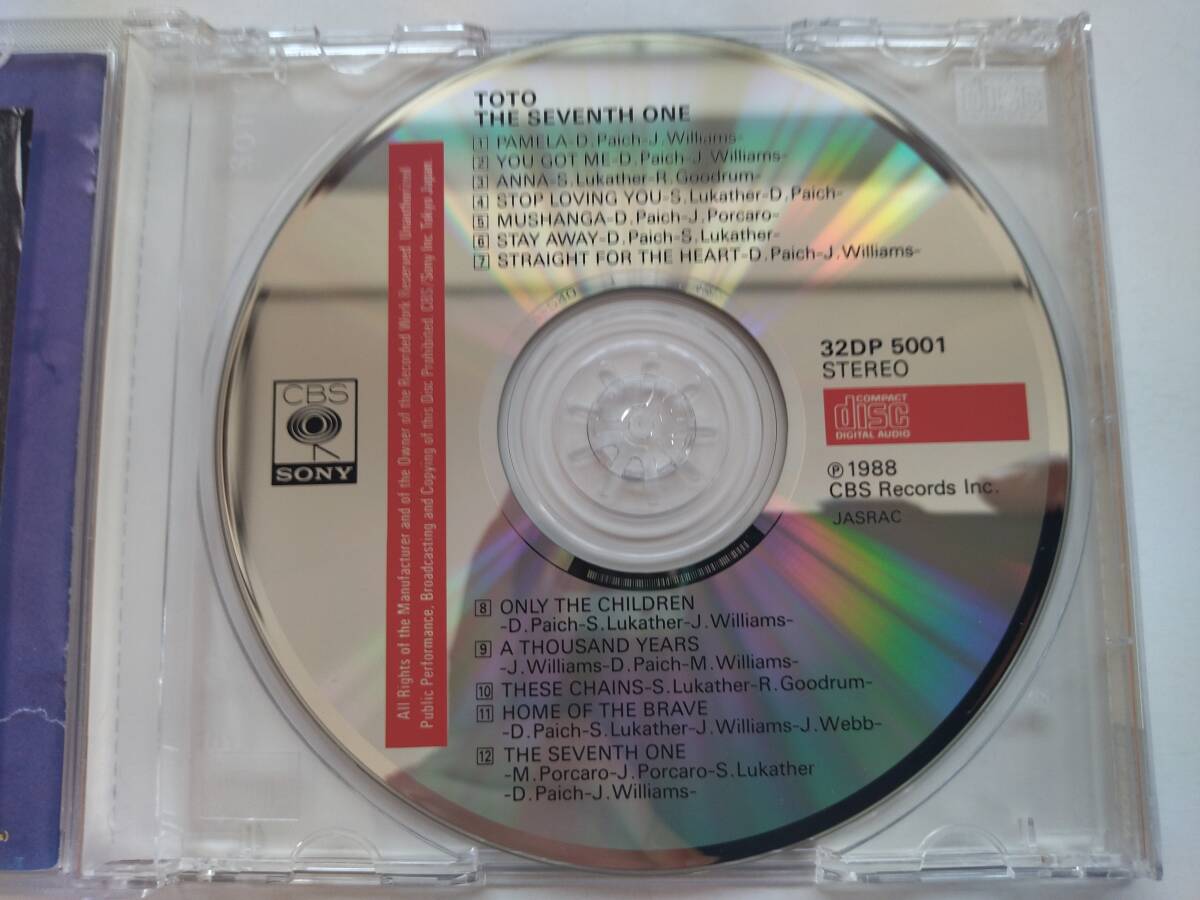 TOTO
THE SEVENTH ONE
1 PAMELA-D. Paich-J. Williams-
2 YOU GOT ME-D. Paich-J. Williams-
3 ANNA-S. Lukather-R. Goodrum-
4 STOP LOVING YOU-S. Lukather-D. Paich-
5 MUSHANGA-D. Paich-J. Porcaro-
6 STAY AWAY-D. Paich-S. Lukather-
7 STRAIGHT FOR THE HEART-D. Paich-J. Williams-
All Rights of the Manufacturer and of the Owner of the Recorded Work Reserved. Unauthorized
Public Performance, Broadcasting and Copying of this Disc Prohibited. CBS/Sony Inc. Tokyo Japan
CBS
SONY
32DP 5001
STEREO
COMPACT
disc
DIGITAL AUDIO
Ⓟ1988
CBS Records Inc.
JASRAC
8 ONLY THE CHILDREN
-D. Paich-S. Lukather-J. Williams-
9 A THOUSAND YEARS
-J. Williams-D. Paich-M. Williams-
10 THESE CHAINS-S. Lukather-R. Goodrum-
11 HOME OF THE BRAVE
-D. Paich-S. Lukather-J. Williams-J. Webb-
12 THE SEVENTH ONE
-M. Porcaro-J. Porcaro-S. Lukather
-D. Paich-J. Williams-